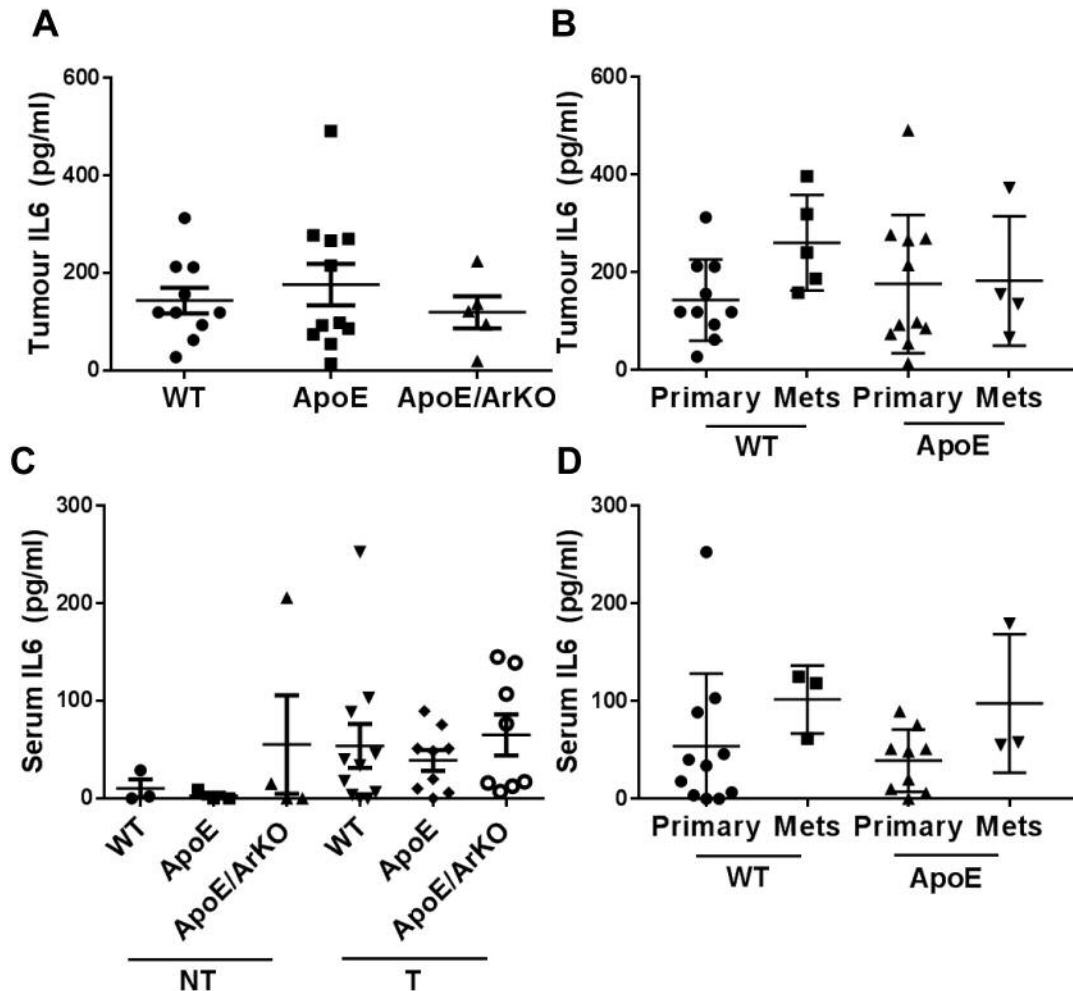 A
Tumour IL6 (pg/ml)
600
400
200
0
WT ApoE ApoE/ArKO
B
Tumour IL6 (pg/ml)
600
400
200
0
Primary Mets Primary Mets
WT ApoE
C
Serum IL6 (pg/ml)
300
200
100
0
WT
ApoE
ApoE/ArKO
WT
ApoE
ApoE/ArKO
NT T
D
Serum IL6 (pg/ml)
300
200
100
0
Primary Mets Primary Mets
WT ApoE